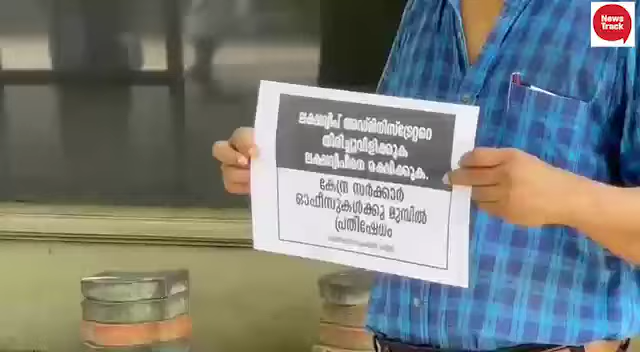 News
Track
ലക്ഷദ്വീപ് അഡ്മിനിസ്ട്രേറ്ററെ
തിരിച്ചുവിളിക്കുക
ലക്ഷദ്വീപിനെ രക്ഷിക്കുക.
കേന്ദ്ര സർക്കാർ
ഓഫീസുകൾക്കു മുമ്പിൽ
പ്രതിഷേധം